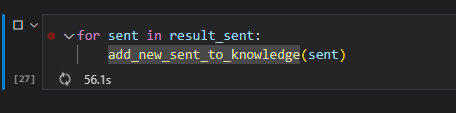 for sent in result_sent:
add_new_sent_to_knowledge(sent)
[27]
56.1s